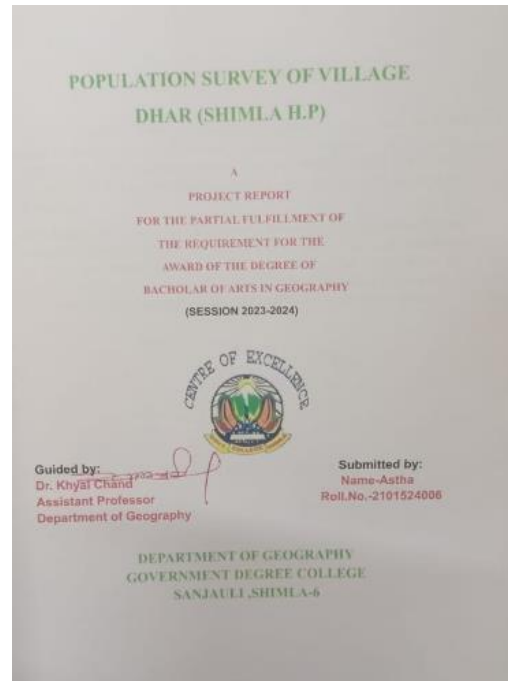 POPULATION SURVEY OF VILLAGE
DHAR (SHIMLA H.P)
A
PROJECT REPORT
FOR THE PARTIAL FULFILLMENT OF
THE REQUIREMENT FOR THE
AWARD OF THE DEGREE OF
BACHOLAR OF ARTS IN GEOGRAPHY
(SESSION 2023-2024)
CENTRE OF EXCELLENCE
Guided by:
Dr. Khyal Chand
Assistant Professor
Department of Geography
Submitted by:
Name-Astha
Roll.No.-2101524006
DEPARTMENT OF GEOGRAPHY
GOVERNMENT DEGREE COLLEGE
SANJAULI ,SHIMLA-6